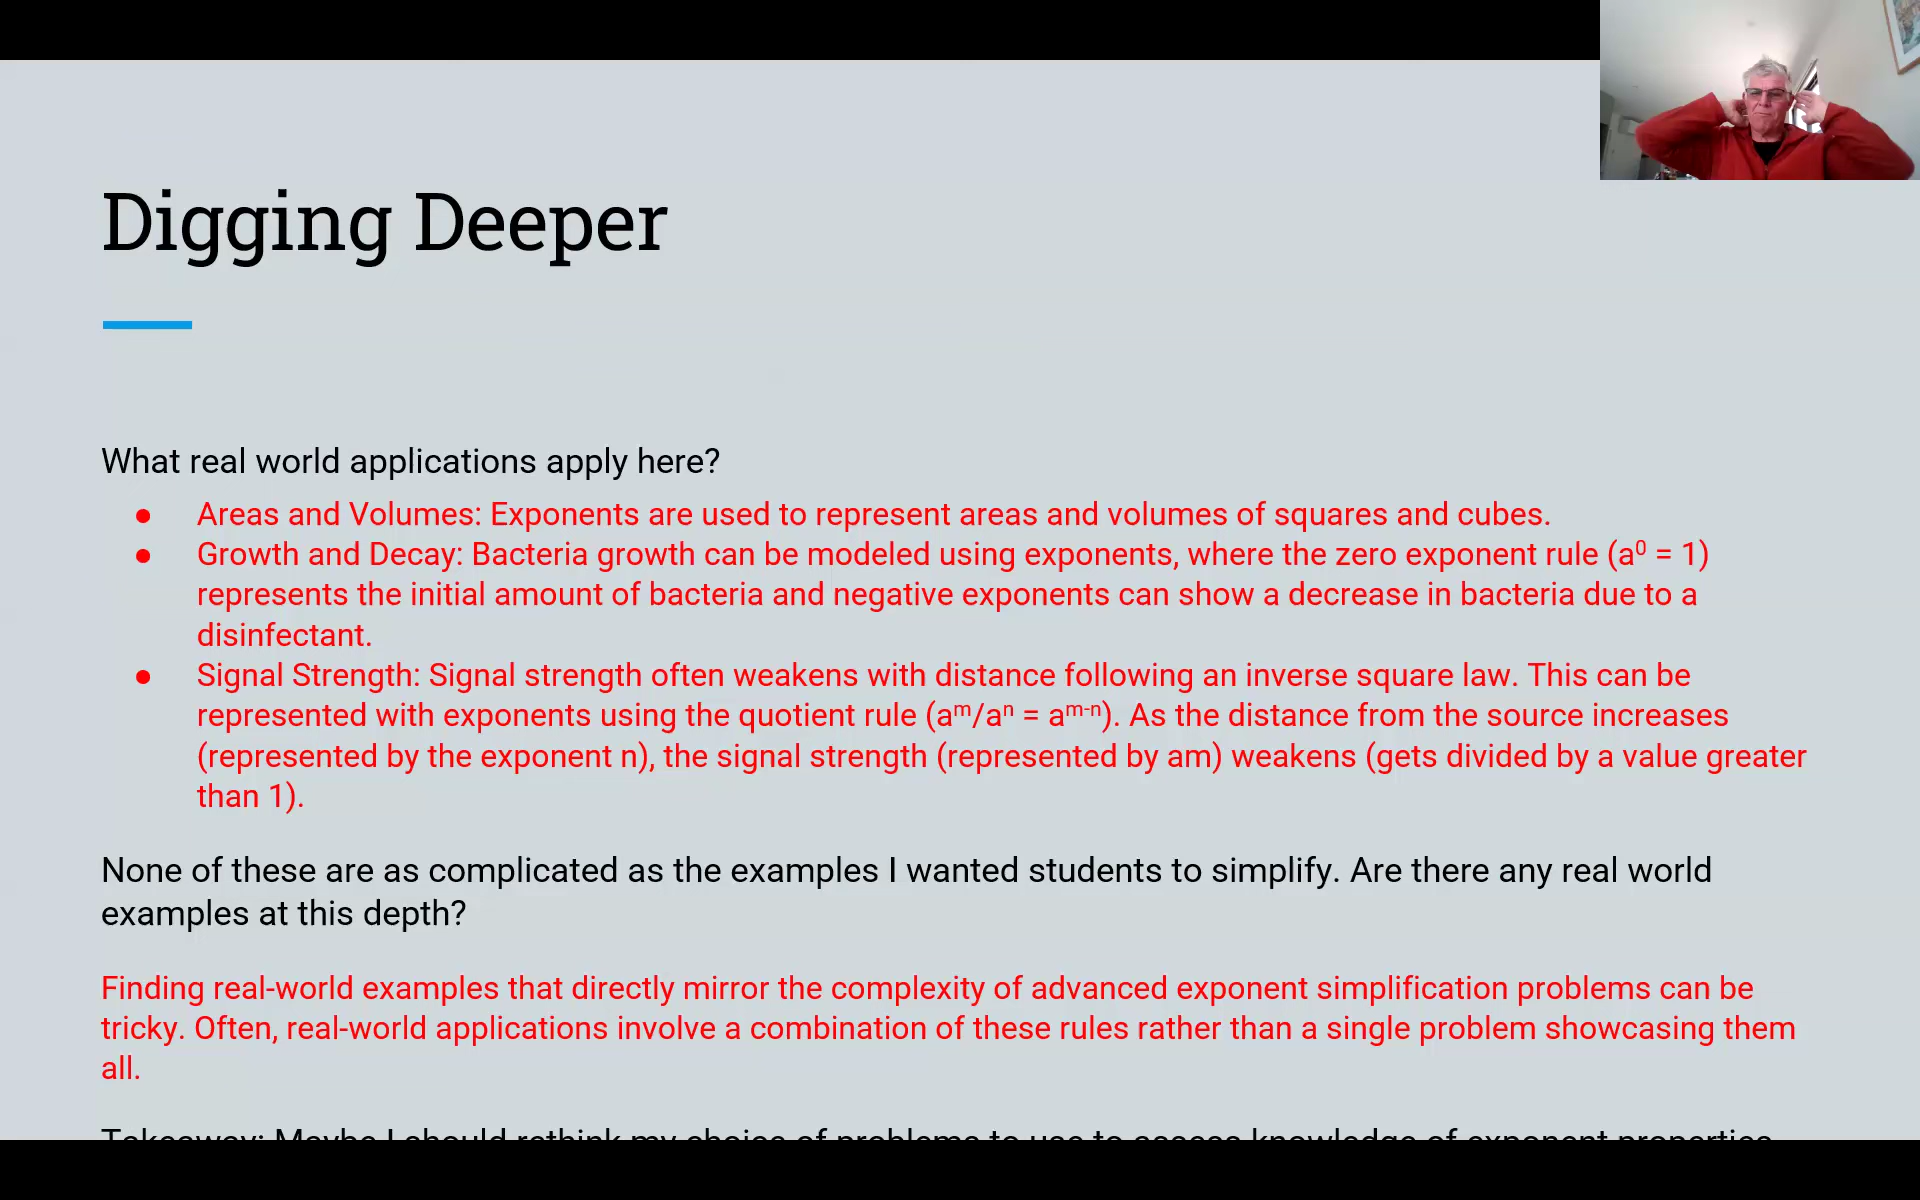 Digging Deeper
What real world applications apply here?
● Areas and Volumes: Exponents are used to represent areas and volumes of squares and cubes.
● Growth and Decay: Bacteria growth can be modeled using exponents, where the zero exponent rule (a⁰ = 1)
represents the initial amount of bacteria and negative exponents can show a decrease in bacteria due to a
disinfectant.
● Signal Strength: Signal strength often weakens with distance following an inverse square law. This can be
represented with exponents using the quotient rule (aᵐ/aⁿ = aᵐ⁻ⁿ). As the distance from the source increases
(represented by the exponent n), the signal strength (represented by am) weakens (gets divided by a value greater
than 1).
None of these are as complicated as the examples I wanted students to simplify. Are there any real world
examples at this depth?
Finding real-world examples that directly mirror the complexity of advanced exponent simplification problems can be
tricky. Often, real-world applications involve a combination of these rules rather than a single problem showcasing them
all.
Takeaway: Maybe I should rethink my choice of problems to use to assess knowledge of exponent properties.